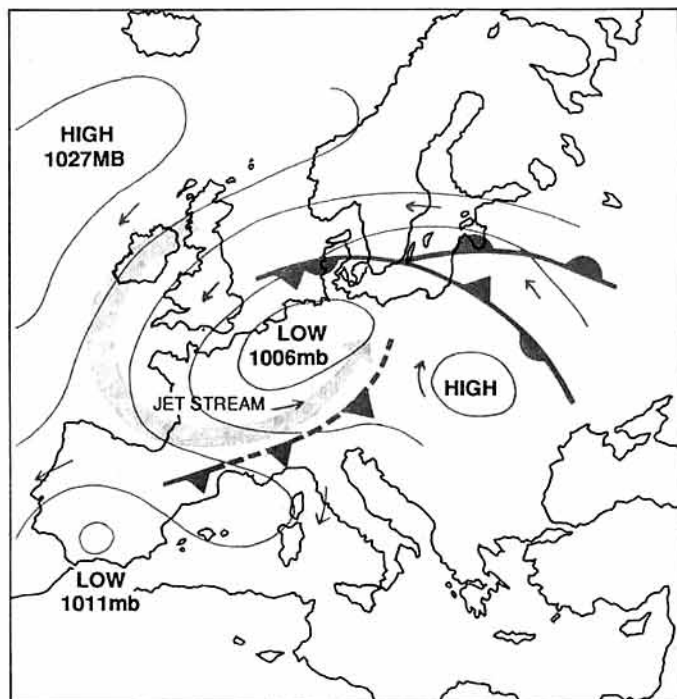 HIGH
1027MB
LOW
1006mb
HIGH
JET STREAM
LOW
1011mb